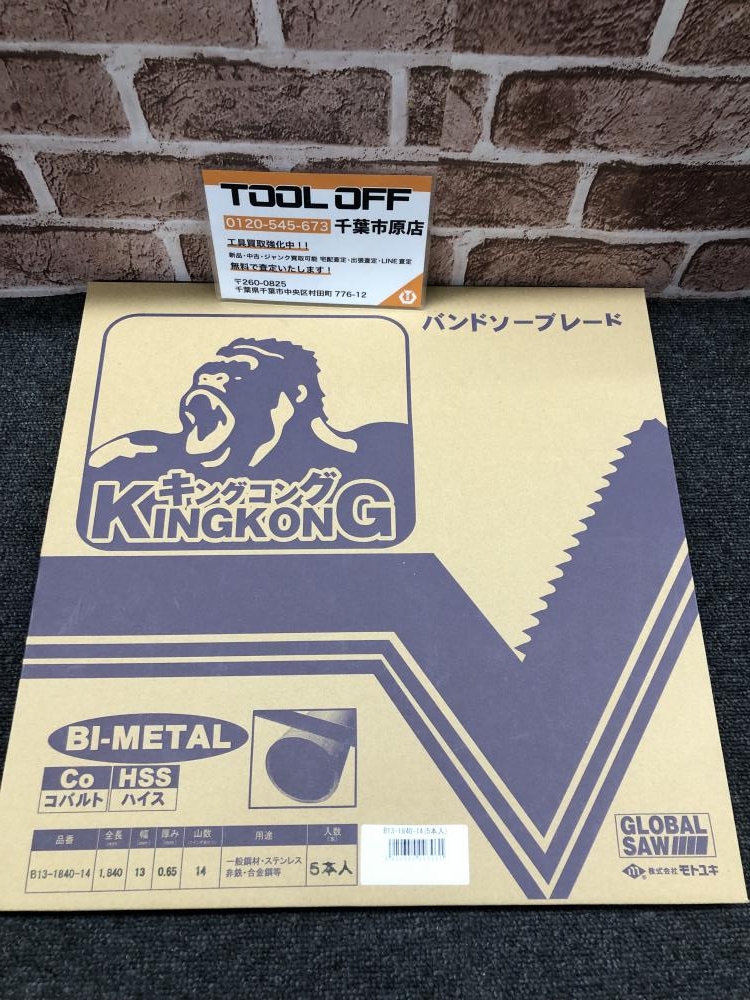 TOOL OFF
0120-545-673 千葉市原店
工具買取強化中！！
新品・中古・ジャンク買取可能 宅配査定・出張査定・LINE査定
無料で査定いたします！
〒260-0825
千葉県千葉市中央区村田町 776-12
バンドソーブレード
キングコング
KINGKONG
BI-METAL
Co HSS
コバルト ハイス
品番 全長 幅 厚み 山数 用途 人数
B13-1840-14 1,840 13 0.65 14 一般鋼材・ステンレス 非鉄・合金鋼等 5本人
B13-1840-14(5本入)
GLOBAL
SAW
株式会社 モトユキ